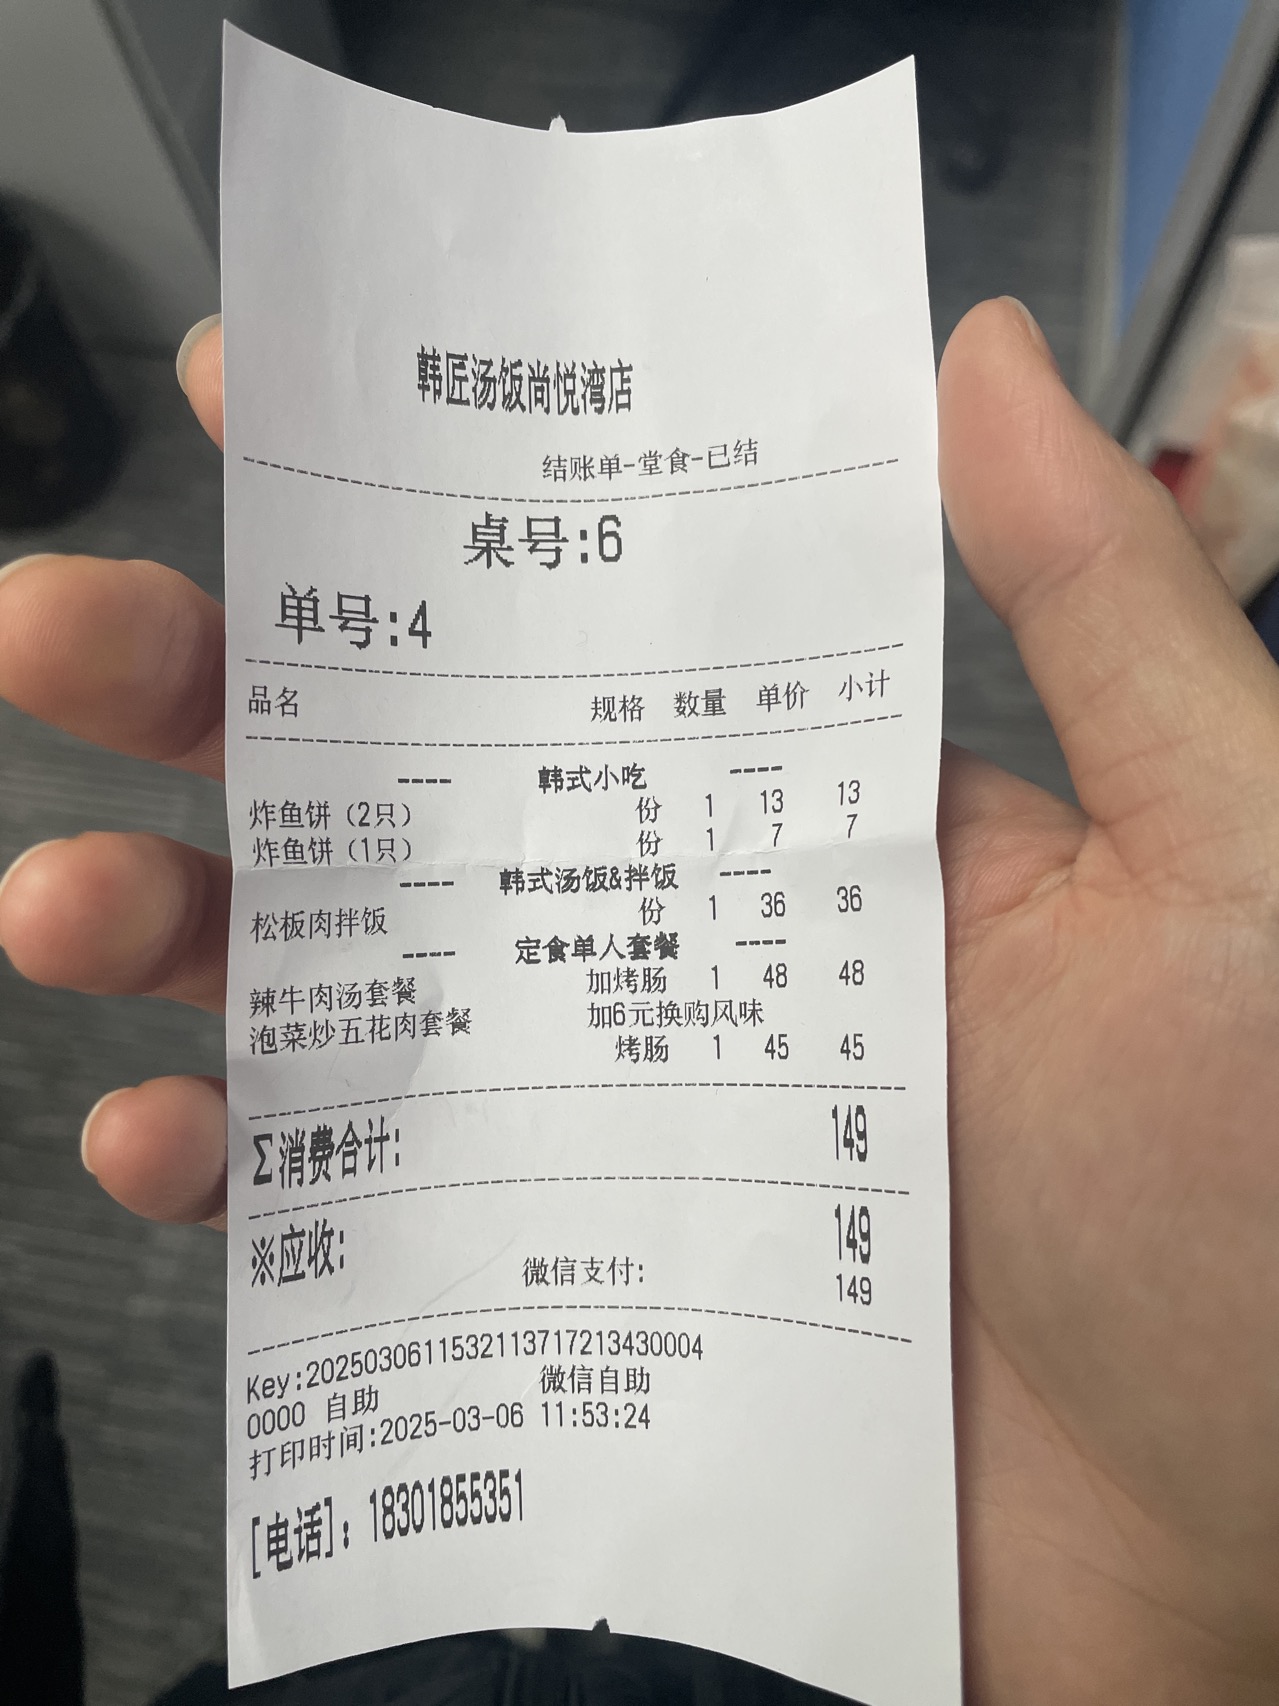 韩匠汤饭尚悦湾店
结账单-堂食-已结
桌号:6
单号:4
品名 规格 数量 单价 小计
---- 韩式小吃 ----
炸鱼饼（2只） 份 1 13 13
炸鱼饼（1只） 份 1 7 7
---- 韩式汤饭&拌饭 ----
松板肉拌饭 份 1 36 36
---- 定食单人套餐 ----
辣牛肉汤套餐 加烤肠 1 48 48
泡菜炒五花肉套餐 加6元换购风味
烤肠 1 45 45
Σ消费合计: 149
※应收: 149
微信支付: 149
Key:2025030611532113717213430004
0000 自助 微信自助
打印时间:2025-03-06 11:53:24
[电话]：18301855351